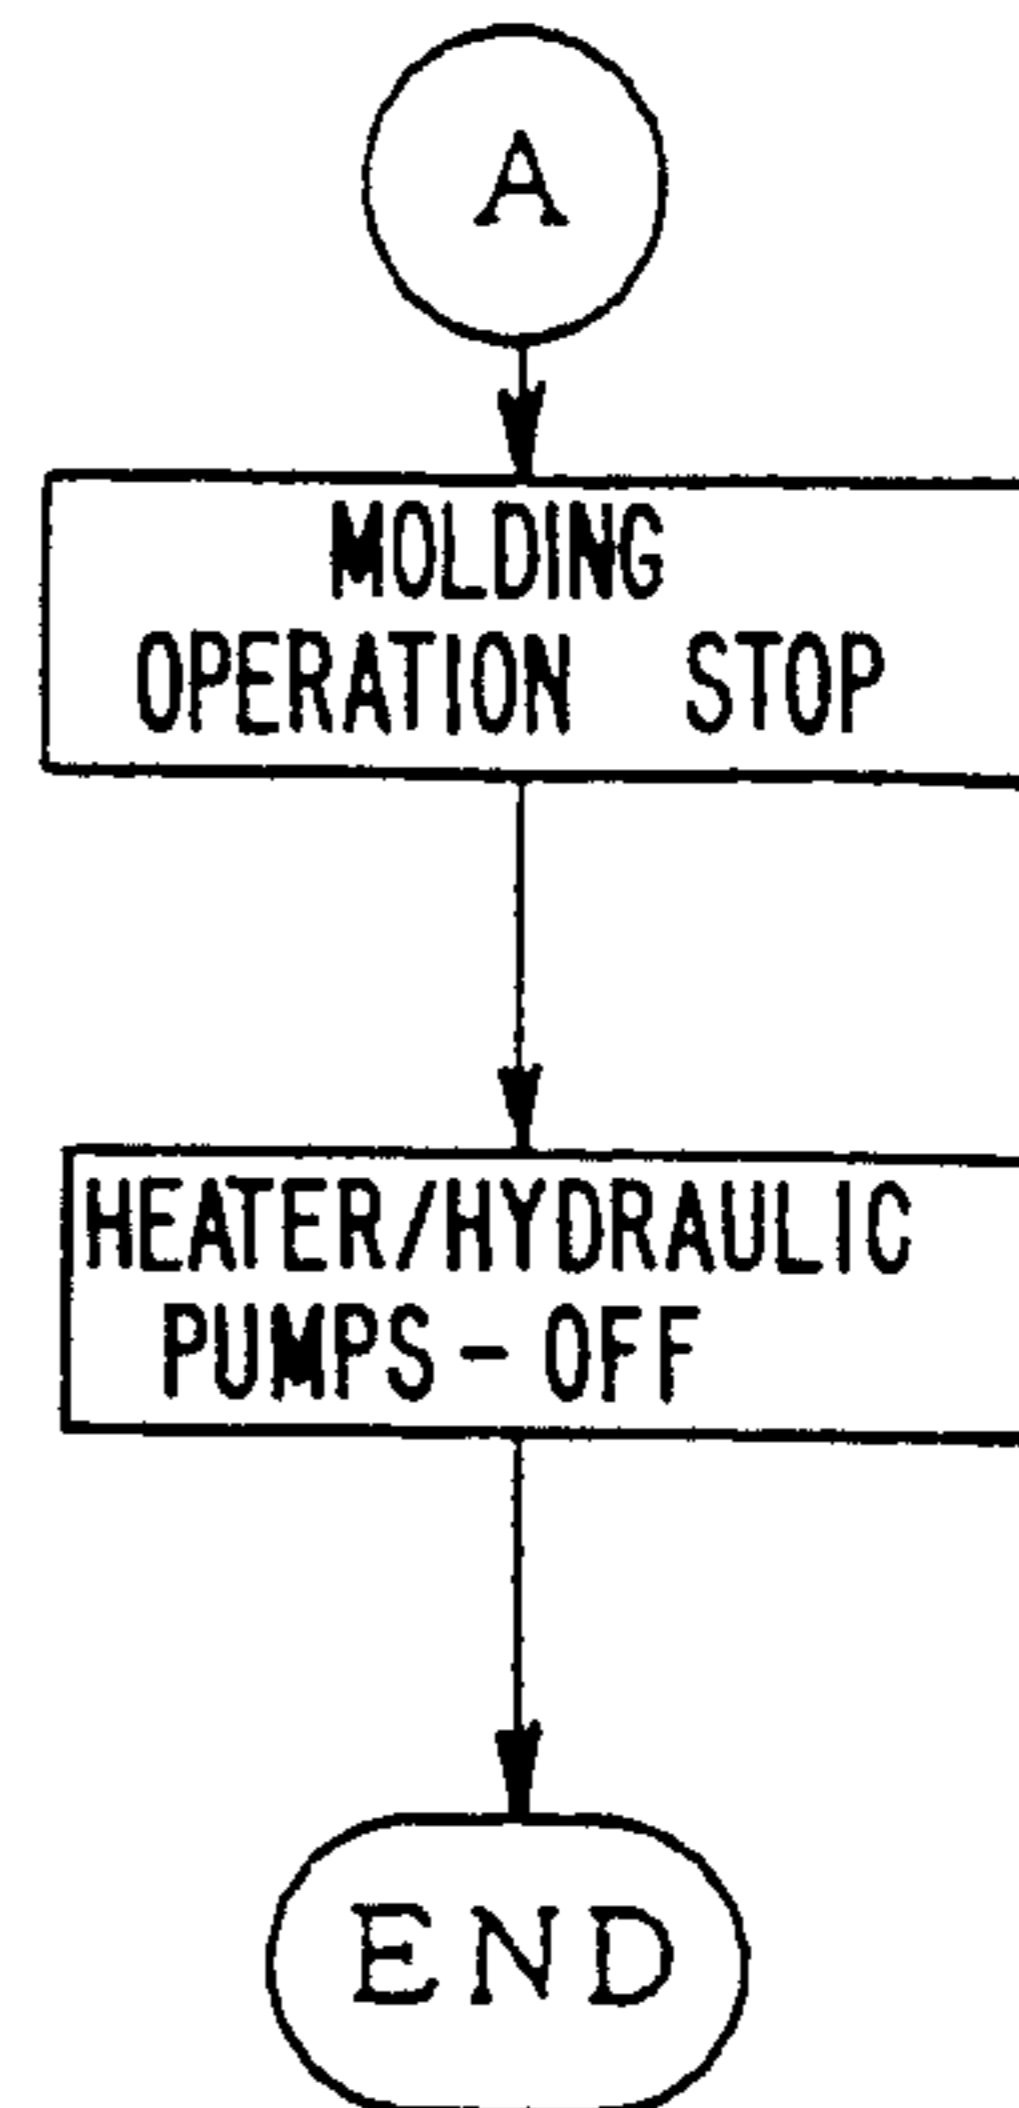 A
MOLDING
OPERATION STOP
HEATER/HYDRAULIC
PUMPS-OFF
END